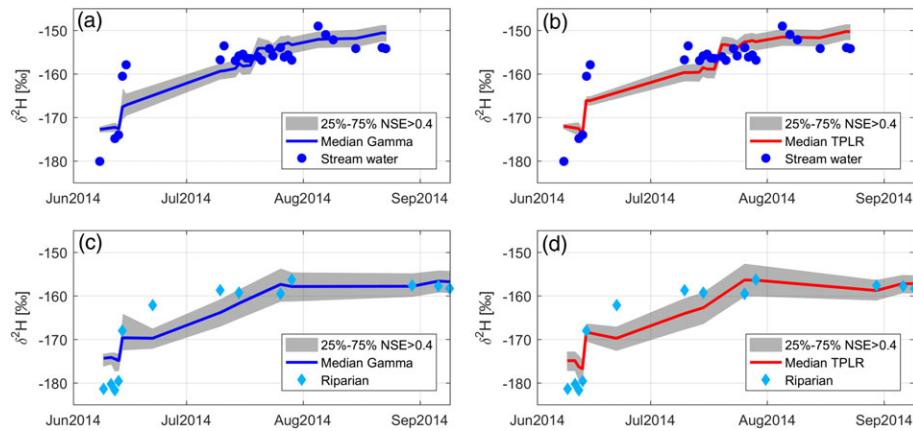 (a)
δ²H [‰]
-150
-160
-170
-180
25%-75% NSE>0.4
Median Gamma
Stream water
Jun2014 Jul2014 Aug2014 Sep2014
(b)
δ²H [‰]
-150
-160
-170
-180
25%-75% NSE>0.4
Median TPLR
Stream water
Jun2014 Jul2014 Aug2014 Sep2014
(c)
δ²H [‰]
-150
-160
-170
-180
25%-75% NSE>0.4
Median Gamma
Riparian
Jun2014 Jul2014 Aug2014 Sep2014
(d)
δ²H [‰]
-150
-160
-170
-180
25%-75% NSE>0.4
Median TPLR
Riparian
Jun2014 Jul2014 Aug2014 Sep2014